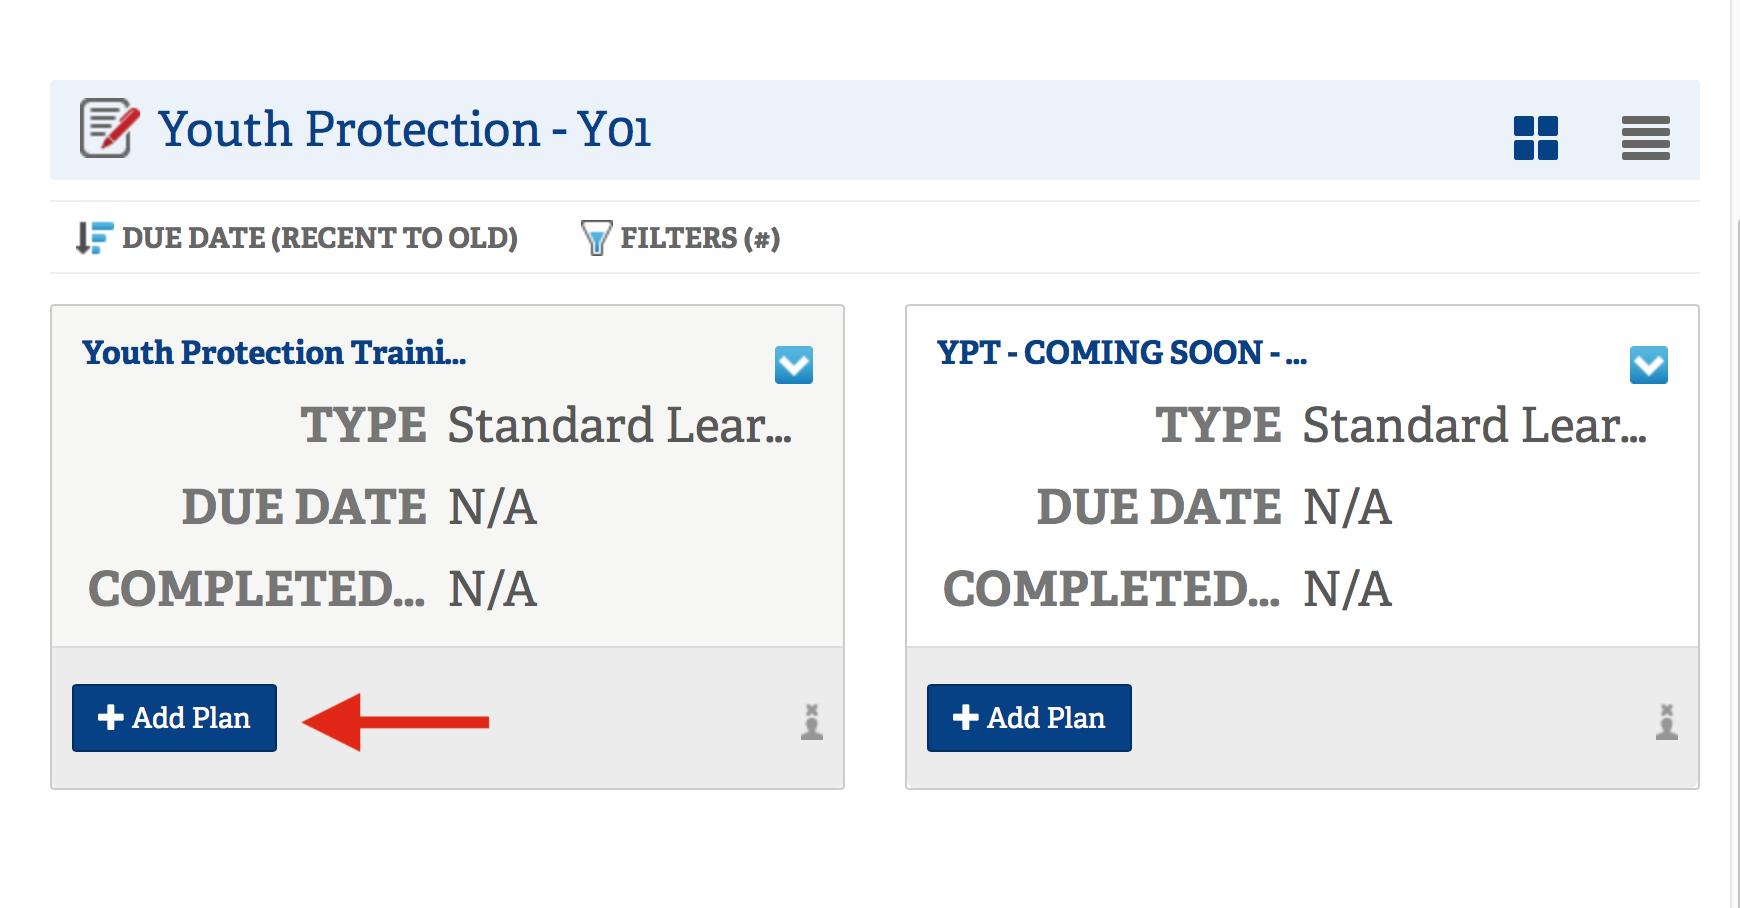 Youth Protection - Y01
DUE DATE (RECENT TO OLD) FILTERS (#)
Youth Protection Traini...
TYPE Standard Lear...
DUE DATE N/A
COMPLETED... N/A
+ Add Plan
YPT - COMING SOON - ...
TYPE Standard Lear...
DUE DATE N/A
COMPLETED... N/A
+ Add Plan